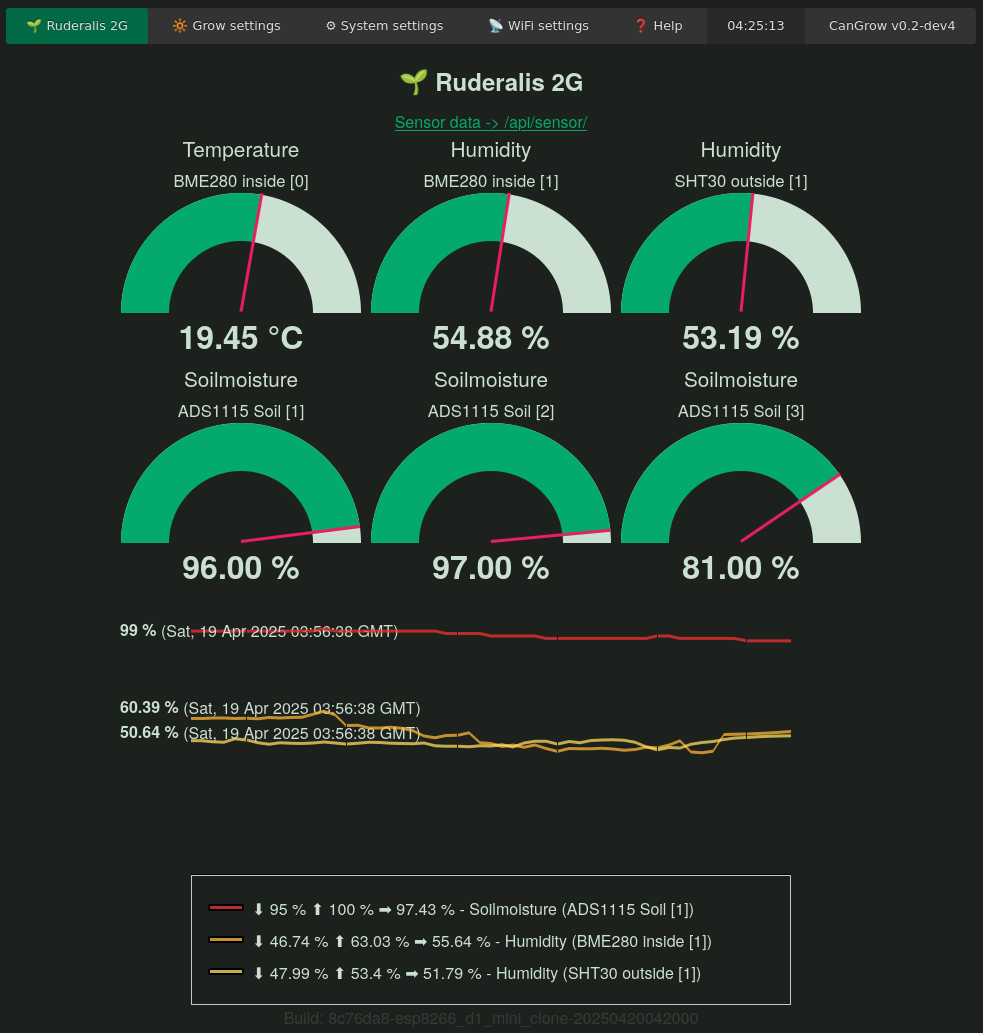 🌱 Ruderalis 2G 🔆 Grow settings ⚙ System settings 📡 WiFi settings ❓ Help 04:25:13 CanGrow v0.2-dev4
🌱 Ruderalis 2G
Sensor data -> /api/sensor/
Temperature Humidity Humidity
BME280 inside [0] BME280 inside [1] SHT30 outside [1]
19.45 °C 54.88 % 53.19 %
Soilmoisture Soilmoisture Soilmoisture
ADS1115 Soil [1] ADS1115 Soil [2] ADS1115 Soil [3]
96.00 % 97.00 % 81.00 %
99 % (Sat, 19 Apr 2025 03:56:38 GMT)
60.39 % (Sat, 19 Apr 2025 03:56:38 GMT)
50.64 % (Sat, 19 Apr 2025 03:56:38 GMT)
⬇ 95 % ⬆ 100 % ➡ 97.43 % - Soilmoisture (ADS1115 Soil [1])
⬇ 46.74 % ⬆ 63.03 % ➡ 55.64 % - Humidity (BME280 inside [1])
⬇ 47.99 % ⬆ 53.4 % ➡ 51.79 % - Humidity (SHT30 outside [1])
Build: 8c76da8-esp8266_d1_mini_clone-20250420042000